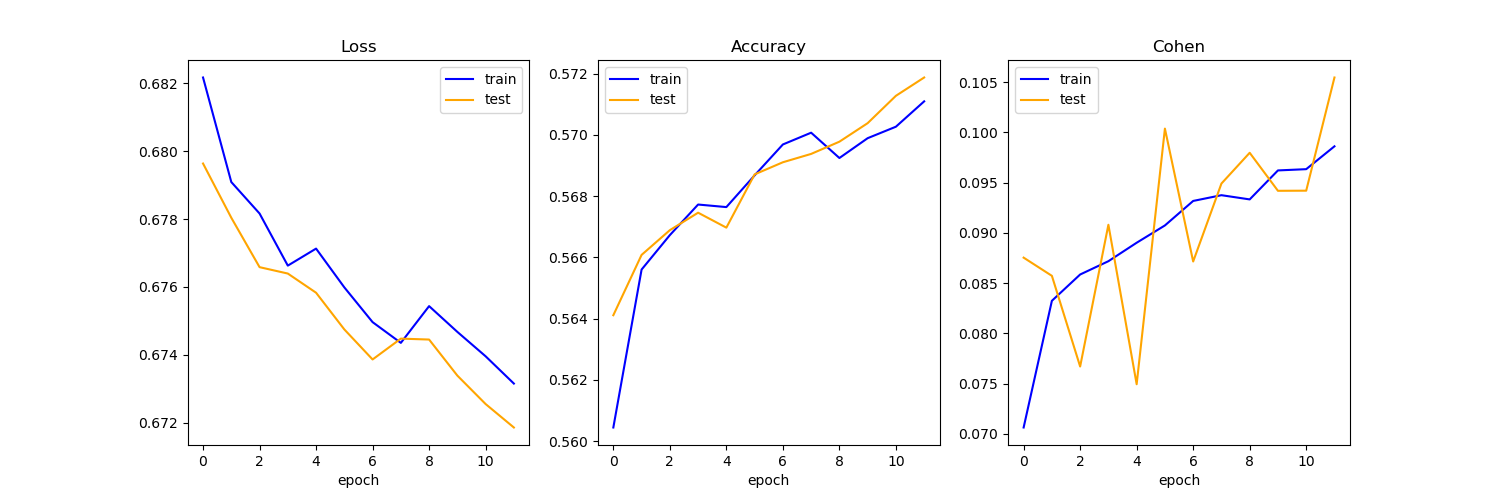 Loss
train
test
0.682
0.680
0.678
0.676
0.674
0.672
0 2 4 6 8 10
epoch
Accuracy
train
test
0.572
0.570
0.568
0.566
0.564
0.562
0.560
0 2 4 6 8 10
epoch
Cohen
train
test
0.105
0.100
0.095
0.090
0.085
0.080
0.075
0.070
0 2 4 6 8 10
epoch